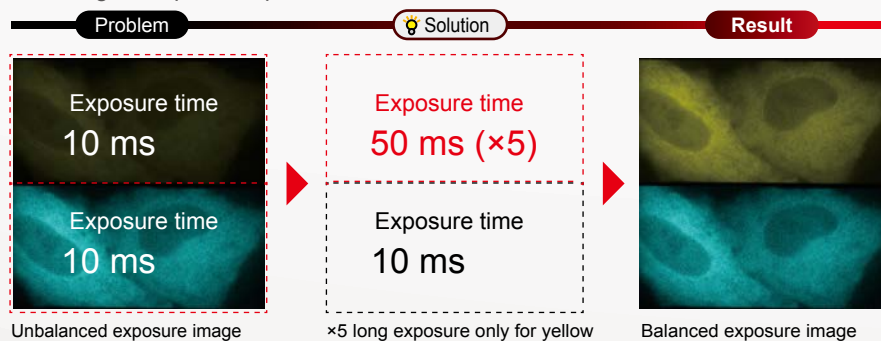 Problem
Solution
Result
Exposure time
10 ms
Exposure time
10 ms
Exposure time
50 ms (×5)
Exposure time
10 ms
Unbalanced exposure image
×5 long exposure only for yellow
Balanced exposure image